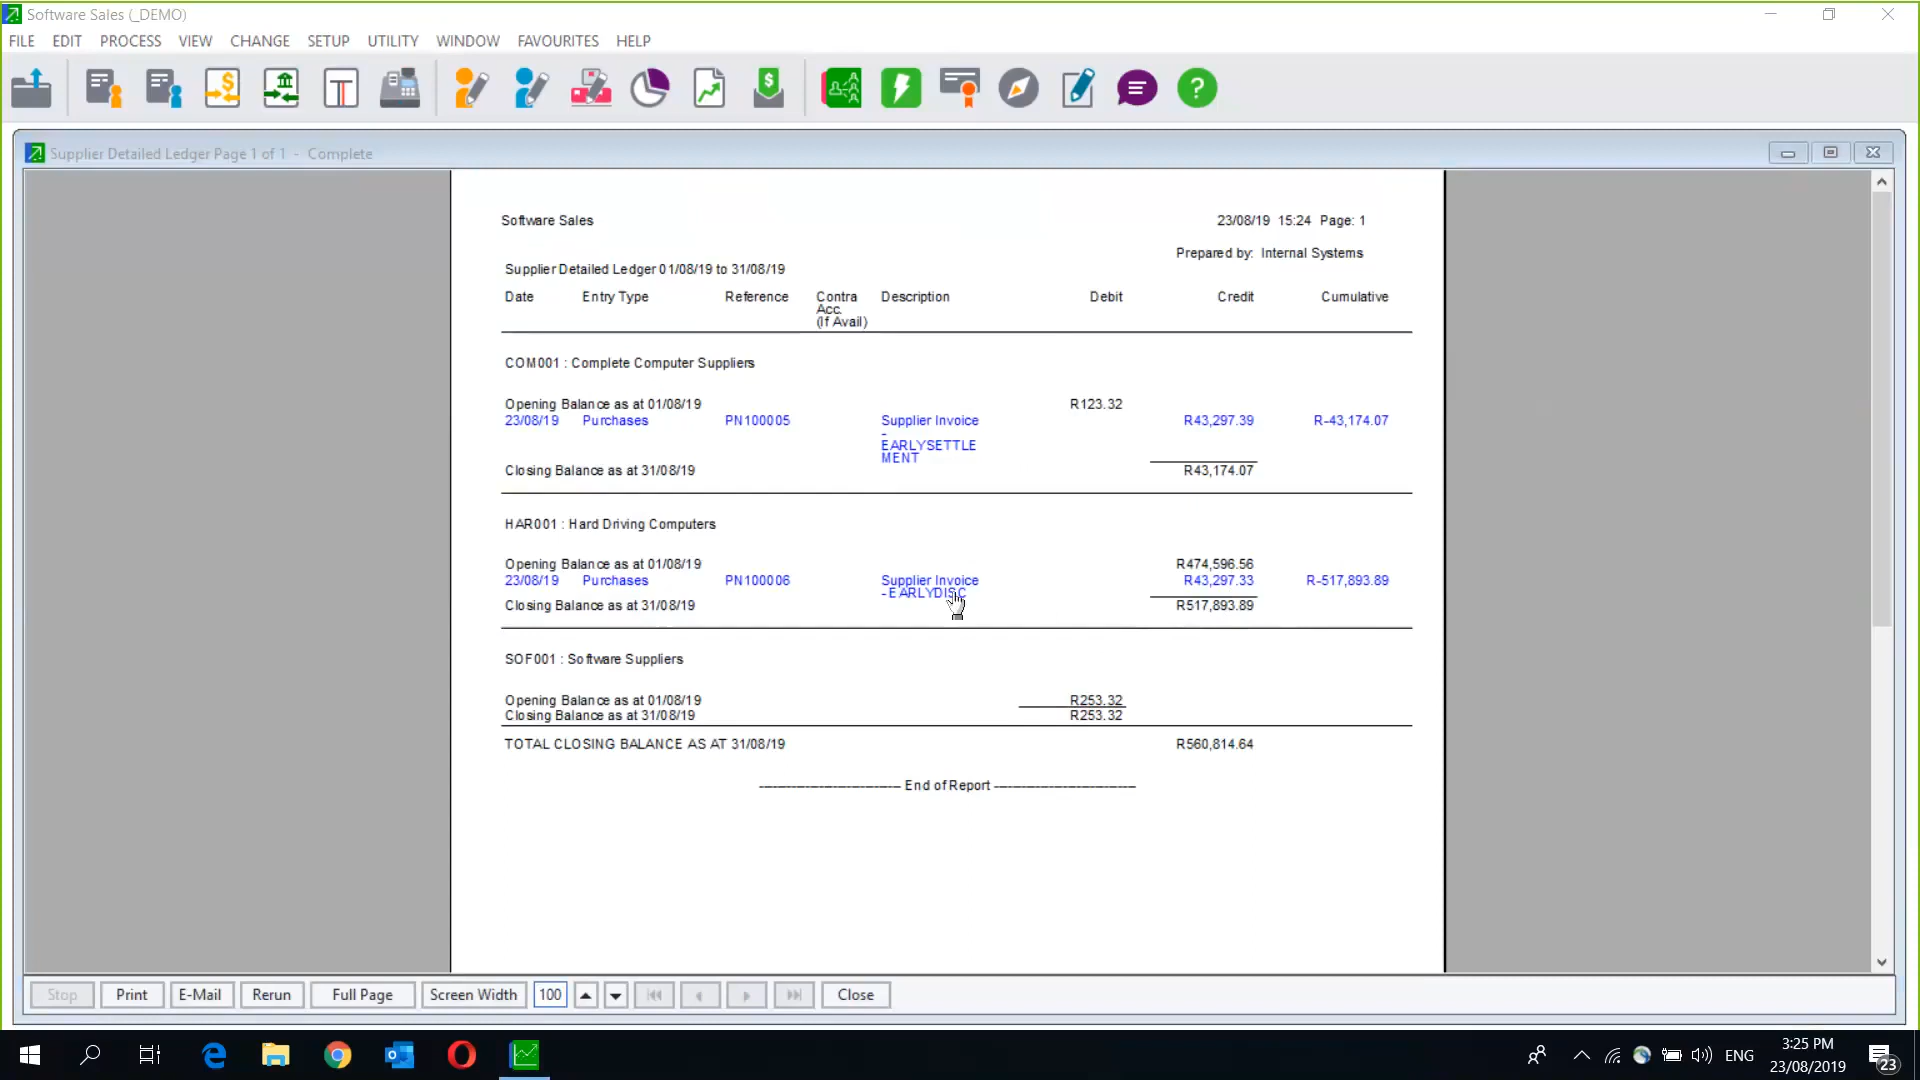 Software Sales (_DEMO)
FILE EDIT PROCESS VIEW CHANGE SETUP UTILITY WINDOW FAVOURITES HELP
Supplier Detailed Ledger Page 1 of 1 - Complete
Software Sales 23/08/19 15:24 Page: 1
Prepared by: Internal Systems
Supplier Detailed Ledger 01/08/19 to 31/08/19
Date Entry Type Reference Contra Description Debit Credit Cumulative
Acc.
(If Avail)
COM001 : Complete Computer Suppliers
Opening Balance as at 01/08/19 R123.32
23/08/19 Purchases PN100005 Supplier Invoice R43,297.39 R-43,174.07
-
EARLYSETTLE
MENT
Closing Balance as at 31/08/19 R43,174.07
HAR001 : Hard Driving Computers
Opening Balance as at 01/08/19 R474,596.56
23/08/19 Purchases PN100006 Supplier Invoice R43,297.33 R-517,893.89
-EARLYDISC
Closing Balance as at 31/08/19 R517,893.89
SOF001 : Software Suppliers
Opening Balance as at 01/08/19 R253.32
Closing Balance as at 31/08/19 R253.32
TOTAL CLOSING BALANCE AS AT 31/08/19 R560,814.64
End of Report
Stop Print E-Mail Rerun Full Page Screen Width 100 Close
ENG 3:25 PM
23/08/2019 23